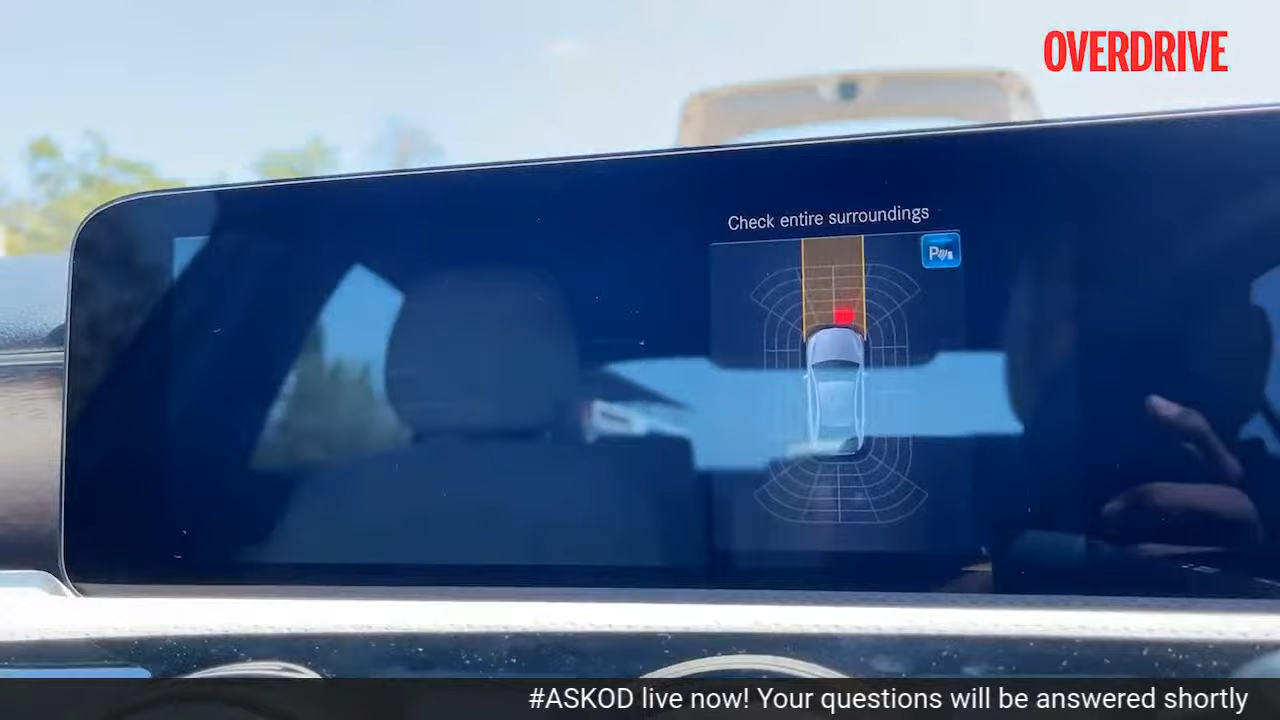 OVERDRIVE
Check entire surroundings
P
#ASKOD live now! Your questions will be answered shortly